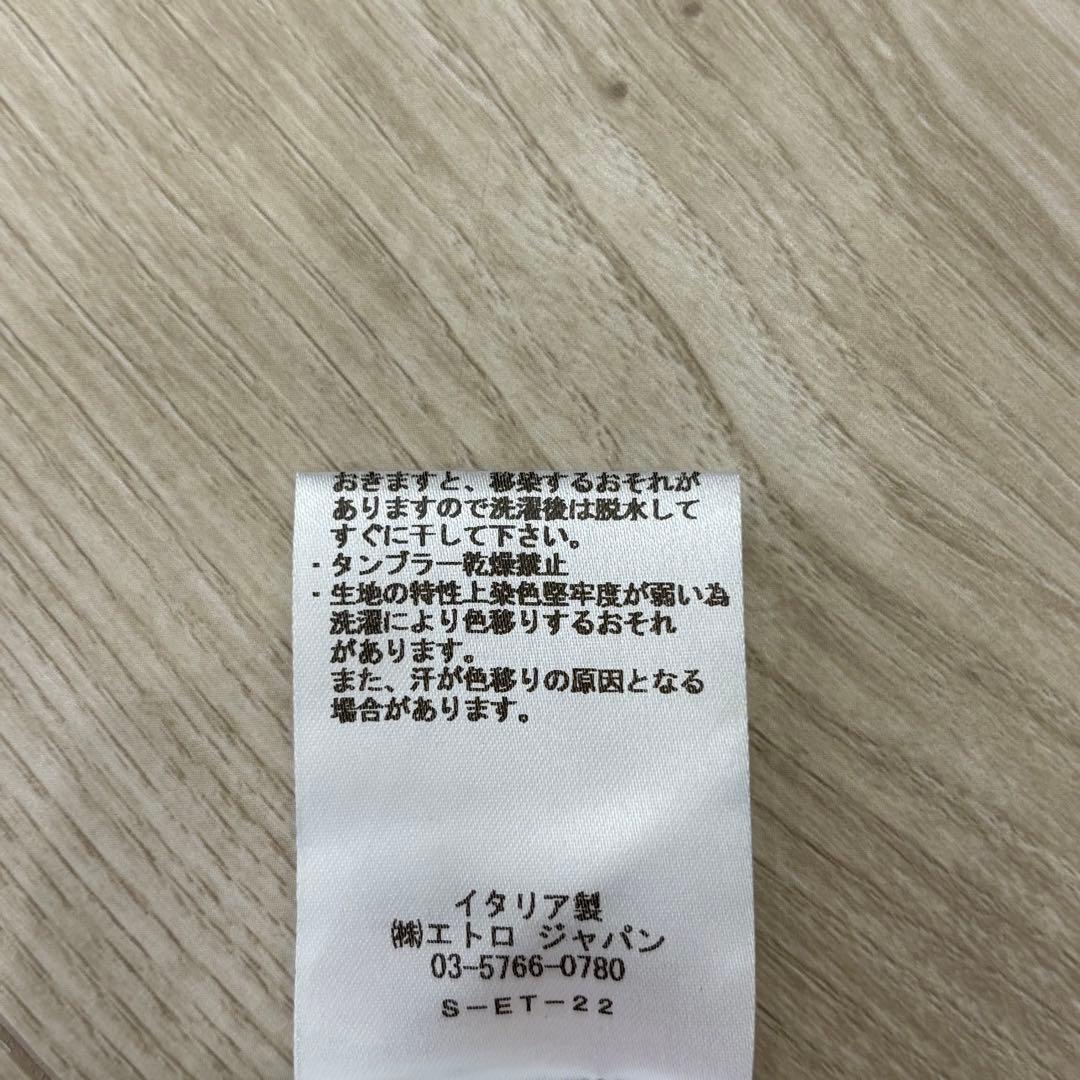 おきますと、移染するおそれが
ありますので洗濯後は脱水して
すぐに干して下さい。
・タンブラー乾燥禁止
・生地の特性上染色堅牢度が弱い為
洗濯により色移りするおそれ
があります。
また、汗が色移りの原因となる
場合があります。
イタリア製
㈱エトロ ジャパン
03-5766-0780
S-ET-22